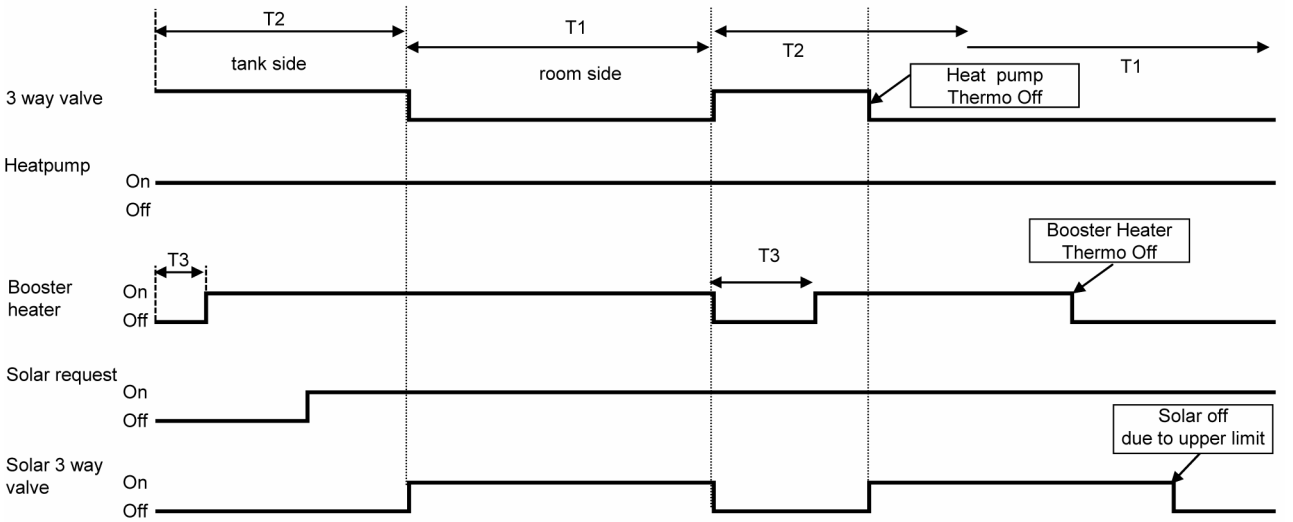 T2
T1
T2
T1
tank side
room side
Heat pump
Thermo Off
3 way valve
Heatpump
On
Off
Booster Heater
Thermo Off
T3
T3
Booster
heater
On
Off
Solar request
On
Off
Solar off
due to upper limit
Solar 3 way
valve
On
Off